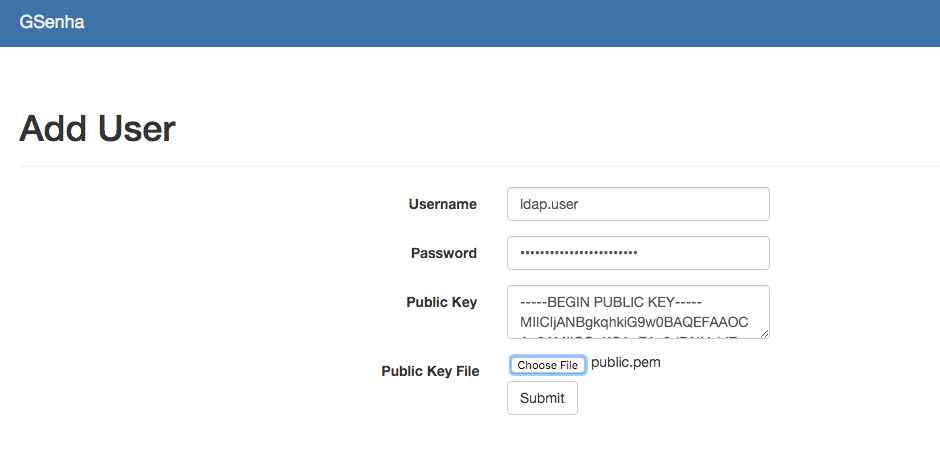 GSenha
Add User
Username ldap.user
Password ••••••••••••••••••••••••
Public Key -----BEGIN PUBLIC KEY-----
MIICIjANBgkqhkiG9w0BAQEFAAOC
Public Key File Choose File public.pem
Submit